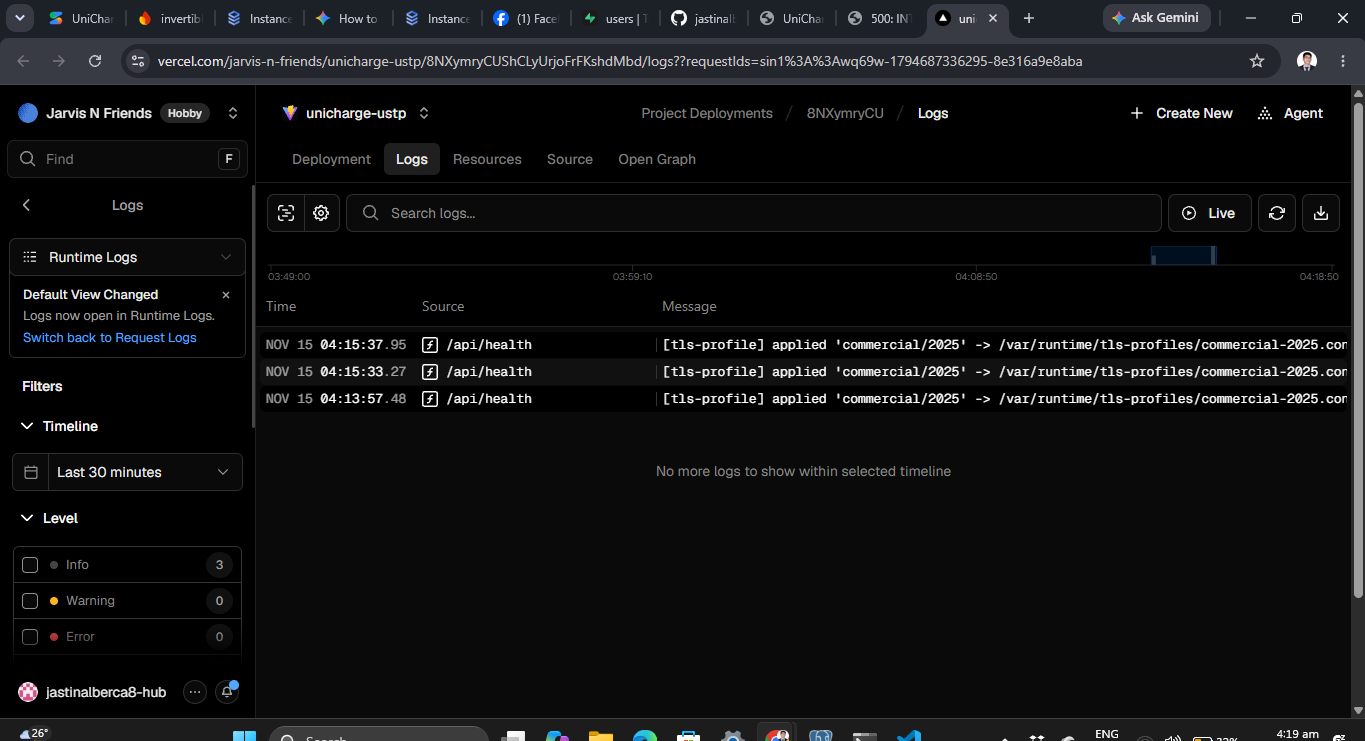 UniChar
invertib
Instance
How to
Instance
(1) Face
users | T
jastinalb
UniChar
500: INT
uni
Ask Gemini
vercel.com/jarvis-n-friends/unicharge-ustp/8NXymryCUShCLyUrjoFrFKshdMbd/logs??requestIds=sin1%3A%3Awq69w-1794687336295-8e316a9e8aba
Jarvis N Friends Hobby
unicharge-ustp
Project Deployments / 8NXymryCU / Logs
Create New
Agent
Find F
Deployment Logs Resources Source Open Graph
Logs
Search logs...
Live
Runtime Logs
Default View Changed
Logs now open in Runtime Logs.
Switch back to Request Logs
03:49:00 03:59:10 04:08:50 04:18:50
Time Source Message
NOV 15 04:15:37.95 /api/health [tls-profile] applied 'commercial/2025' -> /var/runtime/tls-profiles/commercial-2025.con
NOV 15 04:15:33.27 /api/health [tls-profile] applied 'commercial/2025' -> /var/runtime/tls-profiles/commercial-2025.con
NOV 15 04:13:57.48 /api/health [tls-profile] applied 'commercial/2025' -> /var/runtime/tls-profiles/commercial-2025.con
No more logs to show within selected timeline
Filters
Timeline
Last 30 minutes
Level
Info 3
Warning 0
Error 0
jastinalberca8-hub
26°
Search
ENG
4:19 am